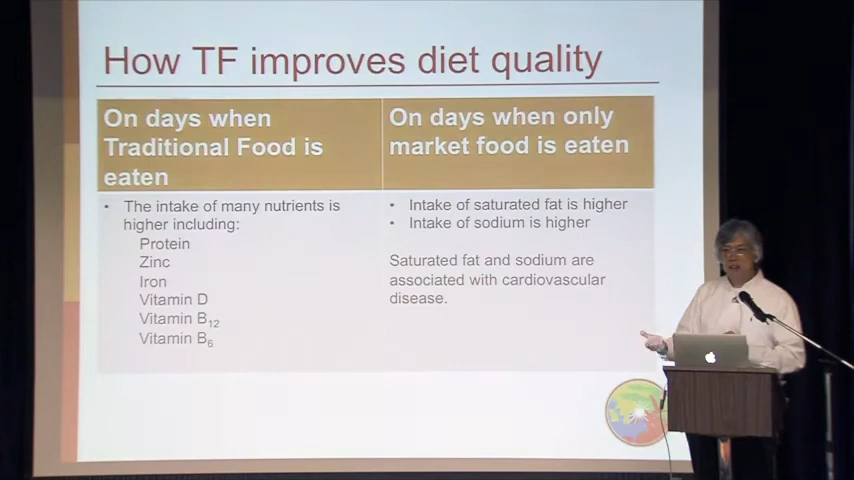 How TF improves diet quality
On days when
Traditional Food is
eaten
On days when only
market food is eaten
• The intake of many nutrients is
higher including:
Protein
Zinc
Iron
Vitamin D
Vitamin B12
Vitamin B6
• Intake of saturated fat is higher
• Intake of sodium is higher
Saturated fat and sodium are
associated with cardiovascular
disease.